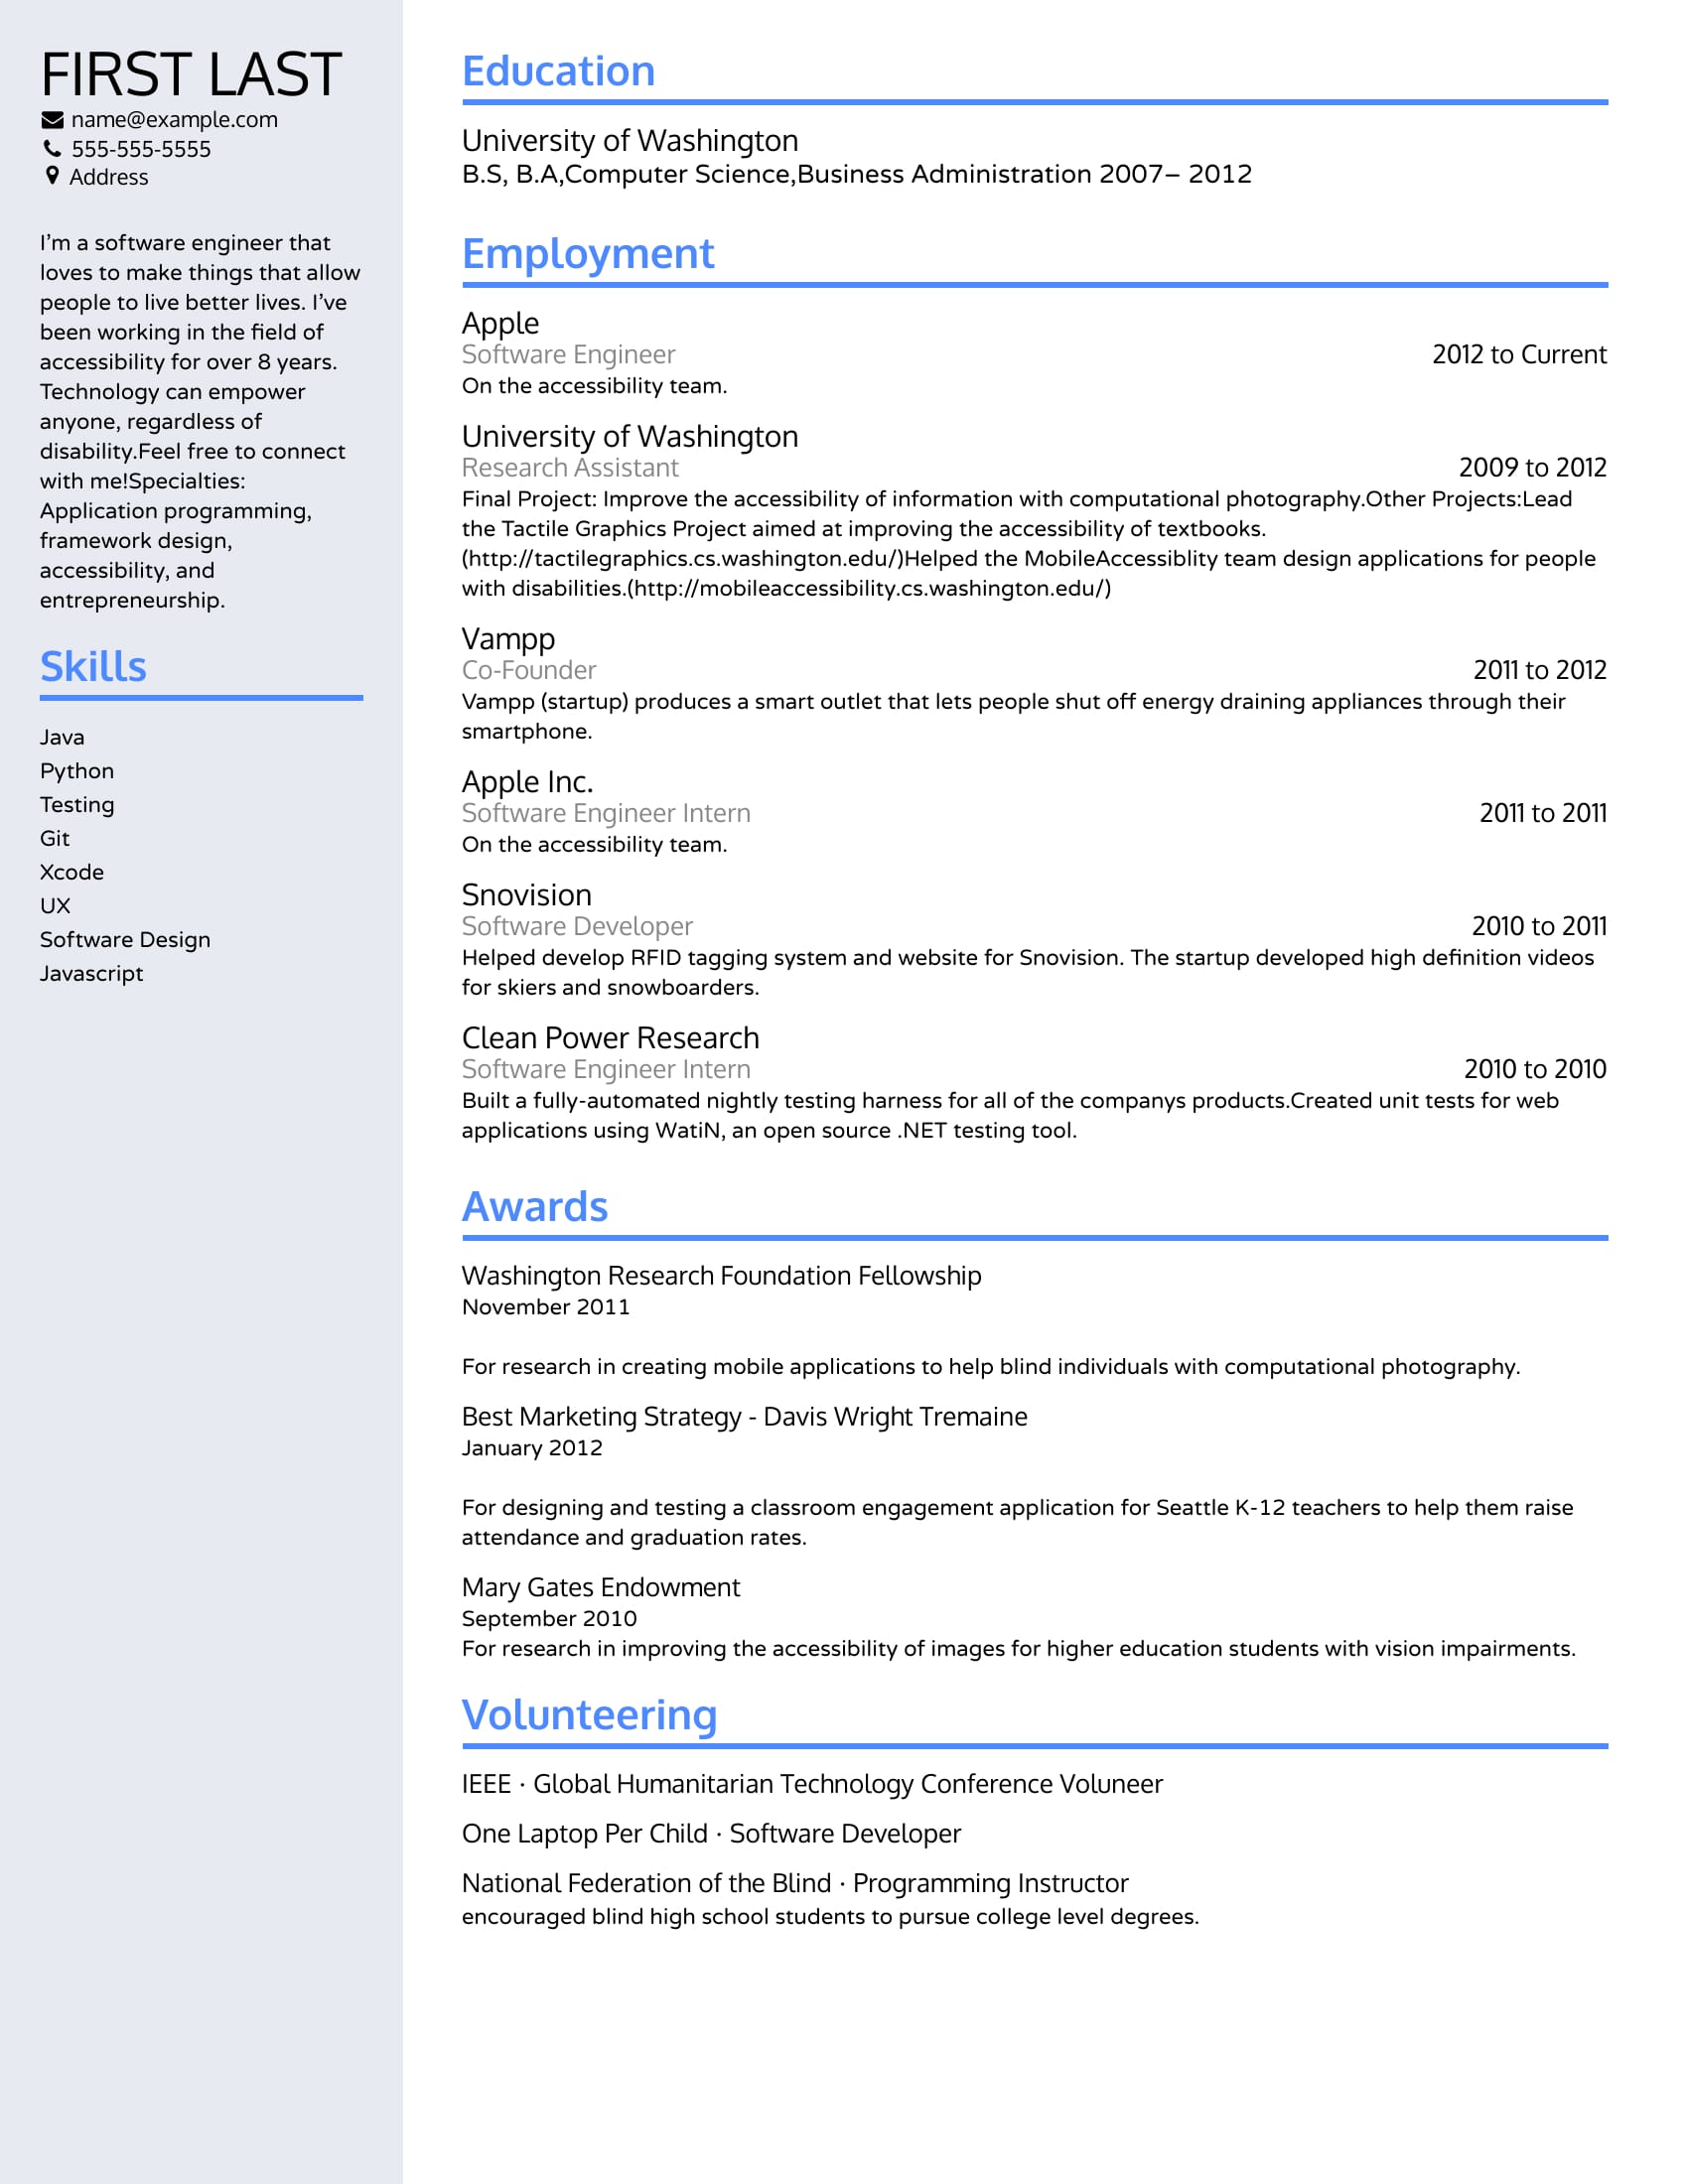 FIRST LAST
name@example.com
555-555-5555
Address
I'm a software engineer that
loves to make things that allow
people to live better lives. I've
been working in the field of
accessibility for over 8 years.
Technology can empower
anyone, regardless of
disability.Feel free to connect
with me!Specialties:
Application programming,
framework design,
accessibility, and
entrepreneurship.
Skills
Java
Python
Testing
Git
Xcode
UX
Software Design
Javascript
Education
University of Washington
B.S, B.A,Computer Science,Business Administration 2007– 2012
Employment
Apple
Software Engineer 2012 to Current
On the accessibility team.
University of Washington
Research Assistant 2009 to 2012
Final Project: Improve the accessibility of information with computational photography.Other Projects:Lead
the Tactile Graphics Project aimed at improving the accessibility of textbooks.
(http://tactilegraphics.cs.washington.edu/)Helped the MobileAccessiblity team design applications for people
with disabilities.(http://mobileaccessibility.cs.washington.edu/)
Vampp
Co-Founder 2011 to 2012
Vampp (startup) produces a smart outlet that lets people shut off energy draining appliances through their
smartphone.
Apple Inc.
Software Engineer Intern 2011 to 2011
On the accessibility team.
Snovision
Software Developer 2010 to 2011
Helped develop RFID tagging system and website for Snovision. The startup developed high definition videos
for skiers and snowboarders.
Clean Power Research
Software Engineer Intern 2010 to 2010
Built a fully-automated nightly testing harness for all of the companys products.Created unit tests for web
applications using WatiN, an open source .NET testing tool.
Awards
Washington Research Foundation Fellowship
November 2011
For research in creating mobile applications to help blind individuals with computational photography.
Best Marketing Strategy - Davis Wright Tremaine
January 2012
For designing and testing a classroom engagement application for Seattle K-12 teachers to help them raise
attendance and graduation rates.
Mary Gates Endowment
September 2010
For research in improving the accessibility of images for higher education students with vision impairments.
Volunteering
IEEE · Global Humanitarian Technology Conference Voluneer
One Laptop Per Child · Software Developer
National Federation of the Blind · Programming Instructor
encouraged blind high school students to pursue college level degrees.